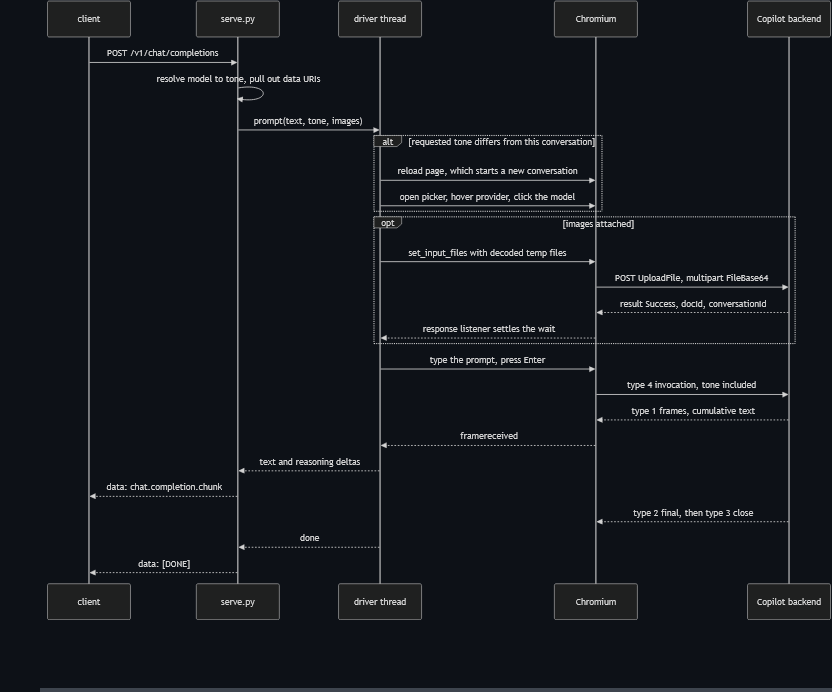 client
serve.py
driver thread
Chromium
Copilot backend
POST /v1/chat/completions
resolve model to tone, pull out data URIs
prompt(text, tone, images)
alt
[requested tone differs from this conversation]
reload page, which starts a new conversation
open picker, hover provider, click the model
opt
[images attached]
set_input_files with decoded temp files
POST UploadFile, multipart FileBase64
result Success, docId, conversationId
response listener settles the wait
type the prompt, press Enter
type 4 invocation, tone included
type 1 frames, cumulative text
framereceived
text and reasoning deltas
data: chat.completion.chunk
type 2 final, then type 3 close
done
data: [DONE]
client
serve.py
driver thread
Chromium
Copilot backend